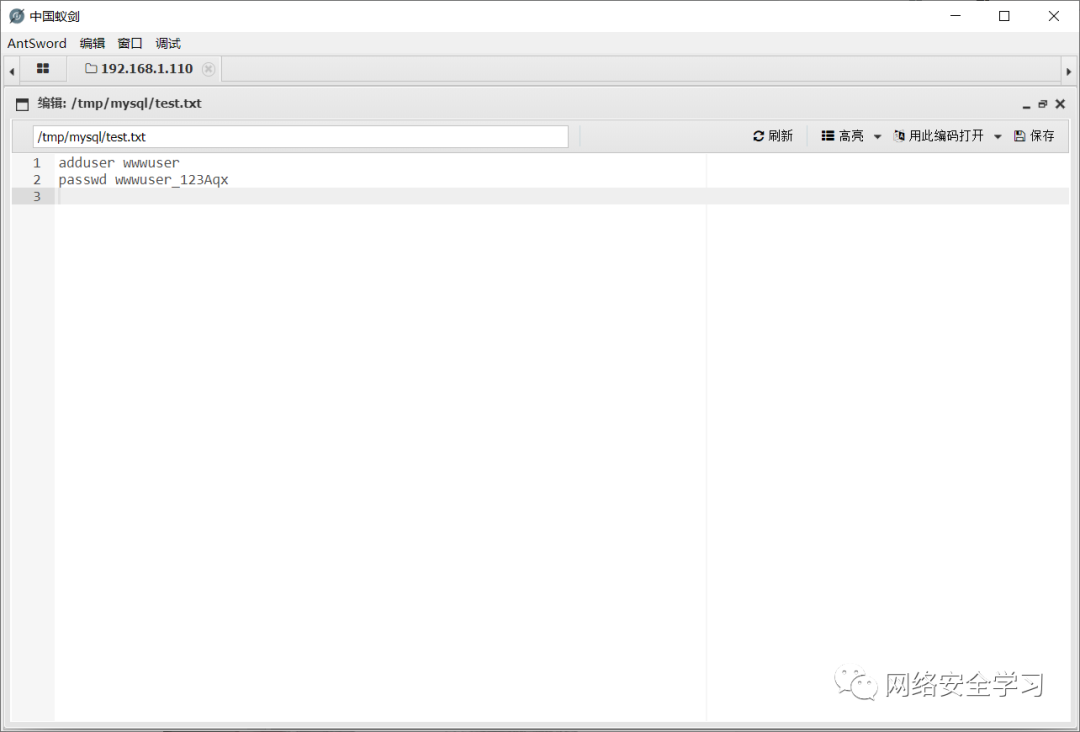 中国蚁剑
AntSword 编辑 窗口 调试
192.168.1.110
编辑: /tmp/mysql/test.txt
/tmp/mysql/test.txt 刷新 高亮 用此编码打开 保存
1 adduser wwwuser
2 passwd wwwuser_123Aqx
3
网络安全学习